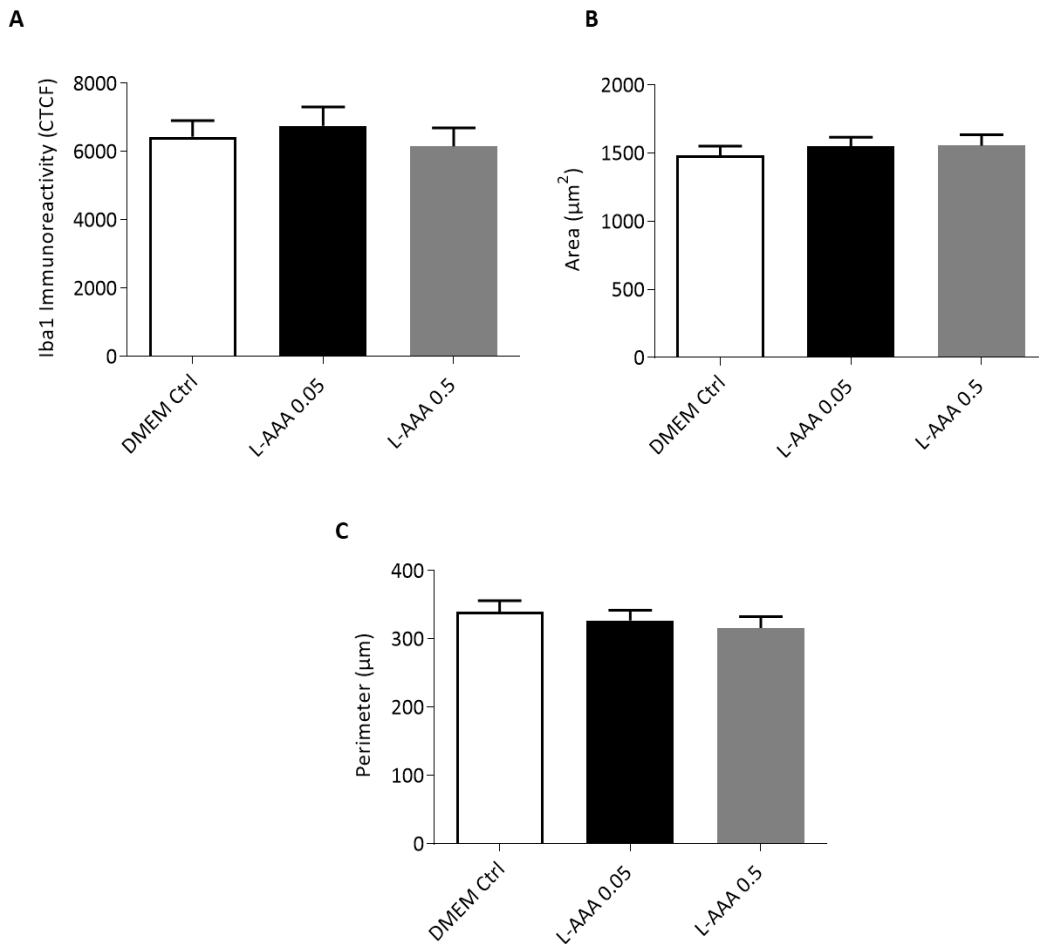 A
Iba1 Immunoreactivity (CTCF)
8000
6000
4000
2000
0
DMEM Ctrl
L-AAA 0.05
L-AAA 0.5
B
Area (µm²)
2000
1500
1000
500
0
DMEM Ctrl
L-AAA 0.05
L-AAA 0.5
C
Perimeter (µm)
400
300
200
100
0
DMEM Ctrl
L-AAA 0.05
L-AAA 0.5